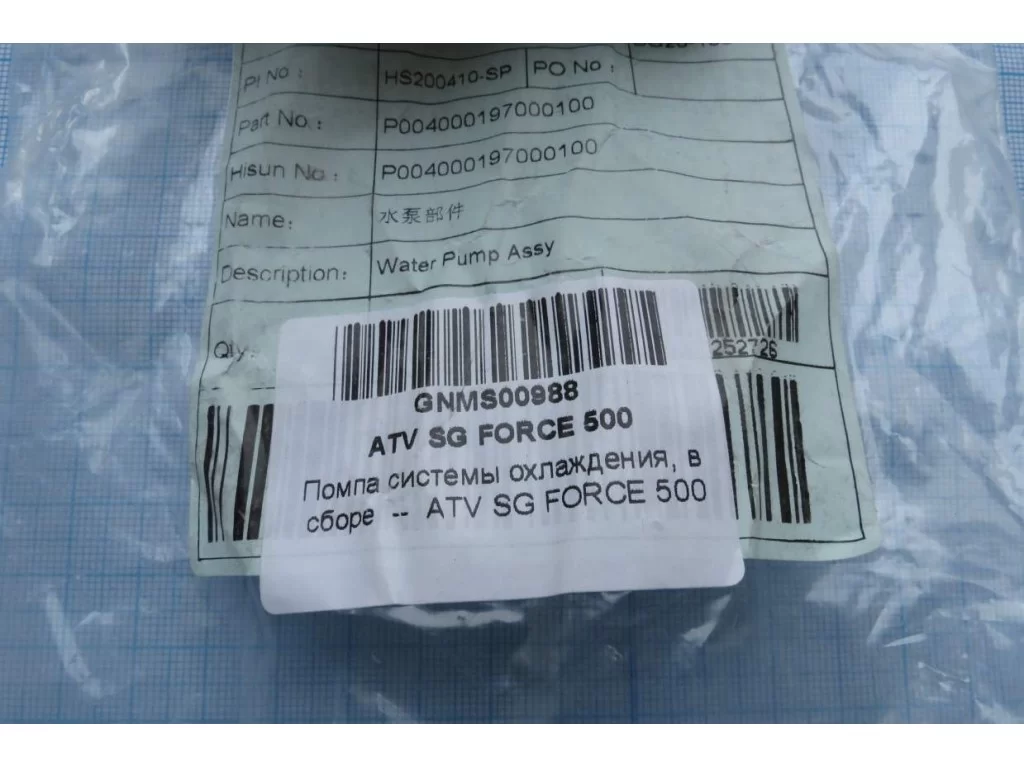 PI No : HS200410-SP PO No :
Part No. : P004000197000100
Hisun No. : P004000197000100
Name: 水泵部件
Description: Water Pump Assy
Qty:
252726
GNMS00988
ATV SG FORCE 500
Помпа системы охлаждения, в
сборе -- ATV SG FORCE 500